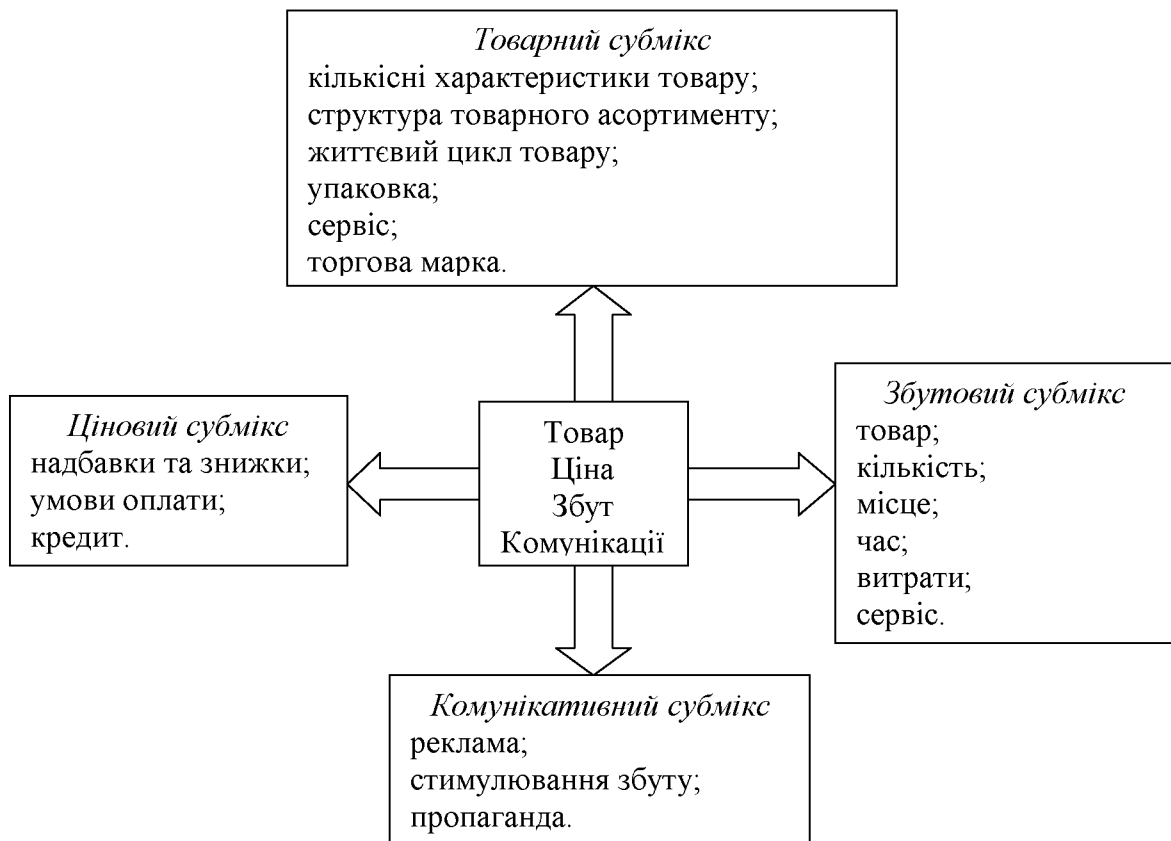 Товарний субмікс
кількісні характеристики товару;
структура товарного асортименту;
життєвий цикл товару;
упаковка;
сервіс;
торгова марка.
Ціновий субмікс
надбавки та знижки;
умови оплати;
кредит.
Товар
Ціна
Збут
Комунікації
Збутовий субмікс
товар;
кількість;
місце;
час;
витрати;
сервіс.
Комунікативний субмікс
реклама;
стимулювання збуту;
пропаганда.